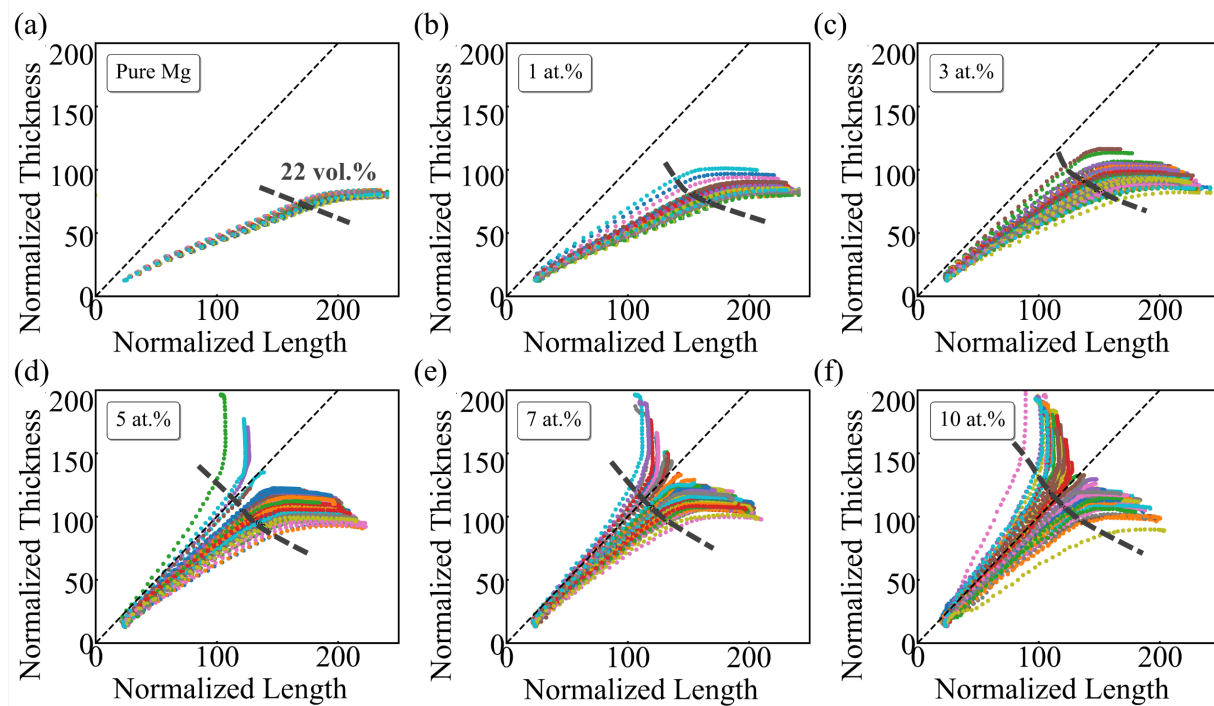 (a)
200
150
100
50
0
Normalized Thickness
Pure Mg
22 vol.%
0 100 200
Normalized Length
(b)
200
150
100
50
0
Normalized Thickness
1 at.%
0 100 200
Normalized Length
(c)
200
150
100
50
0
Normalized Thickness
3 at.%
0 100 200
Normalized Length
(d)
200
150
100
50
0
Normalized Thickness
5 at.%
0 100 200
Normalized Length
(e)
200
150
100
50
0
Normalized Thickness
7 at.%
0 100 200
Normalized Length
(f)
200
150
100
50
0
Normalized Thickness
10 at.%
0 100 200
Normalized Length